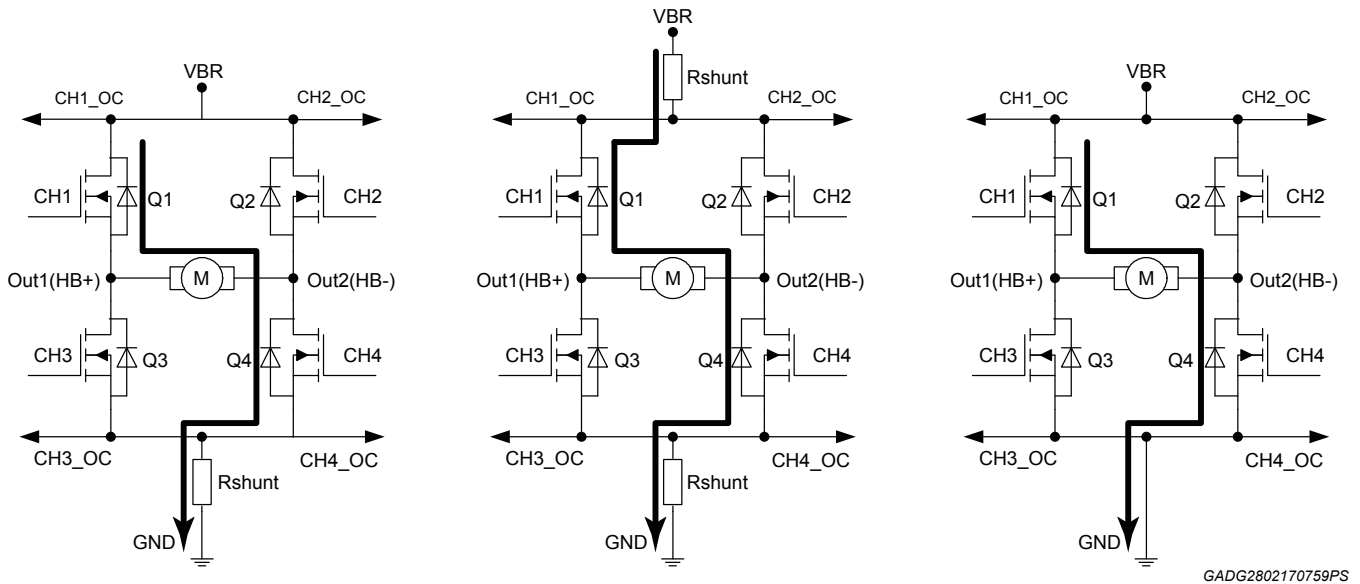 VBR
CH1_OC
CH2_OC
CH1
Q1
Q2
CH2
Out1(HB+)
M
Out2(HB-)
CH3
Q3
Q4
CH4
CH3_OC
CH4_OC
Rshunt
GND
VBR
Rshunt
CH1_OC
CH2_OC
CH1
Q1
Q2
CH2
Out1(HB+)
M
Out2(HB-)
CH3
Q3
Q4
CH4
CH3_OC
CH4_OC
Rshunt
GND
VBR
CH1_OC
CH2_OC
CH1
Q1
Q2
CH2
Out1(HB+)
M
Out2(HB-)
CH3
Q3
Q4
CH4
CH3_OC
CH4_OC
GND
GADG2802170759PS